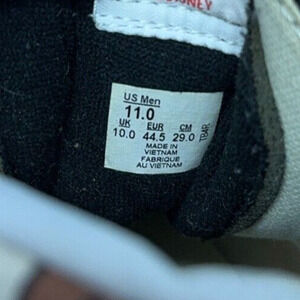 US Men
11.0
UK EUR CM
10.0 44.5 29.0
MADE IN
VIETNAM
FABRIQUE
AU VIETNAM